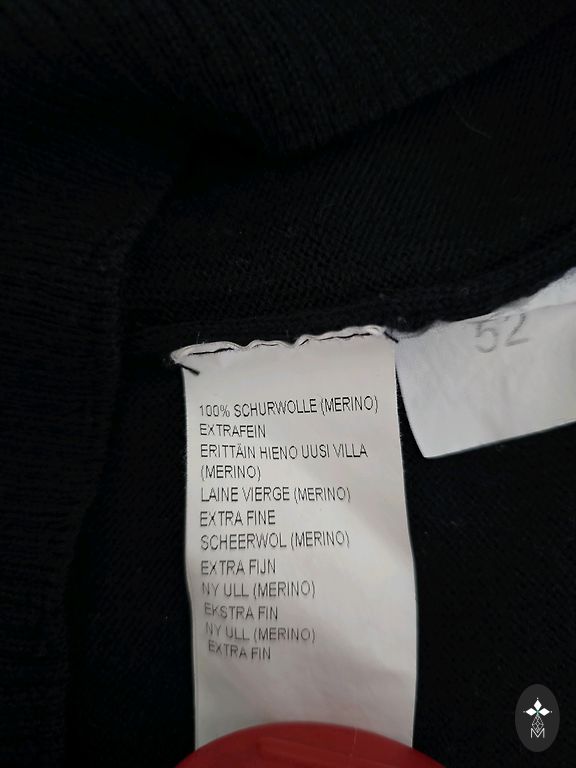 52
100% SCHURWOLLE (MERINO)
EXTRAFEIN
ERITTÄIN HIENO UUSI VILLA
(MERINO)
LAINE VIERGE (MERINO)
EXTRA FINE
SCHEERWOL (MERINO)
EXTRA FIJN
NY ULL (MERINO)
EKSTRA FIN
NY ULL (MERINO)
EXTRA FIN
M